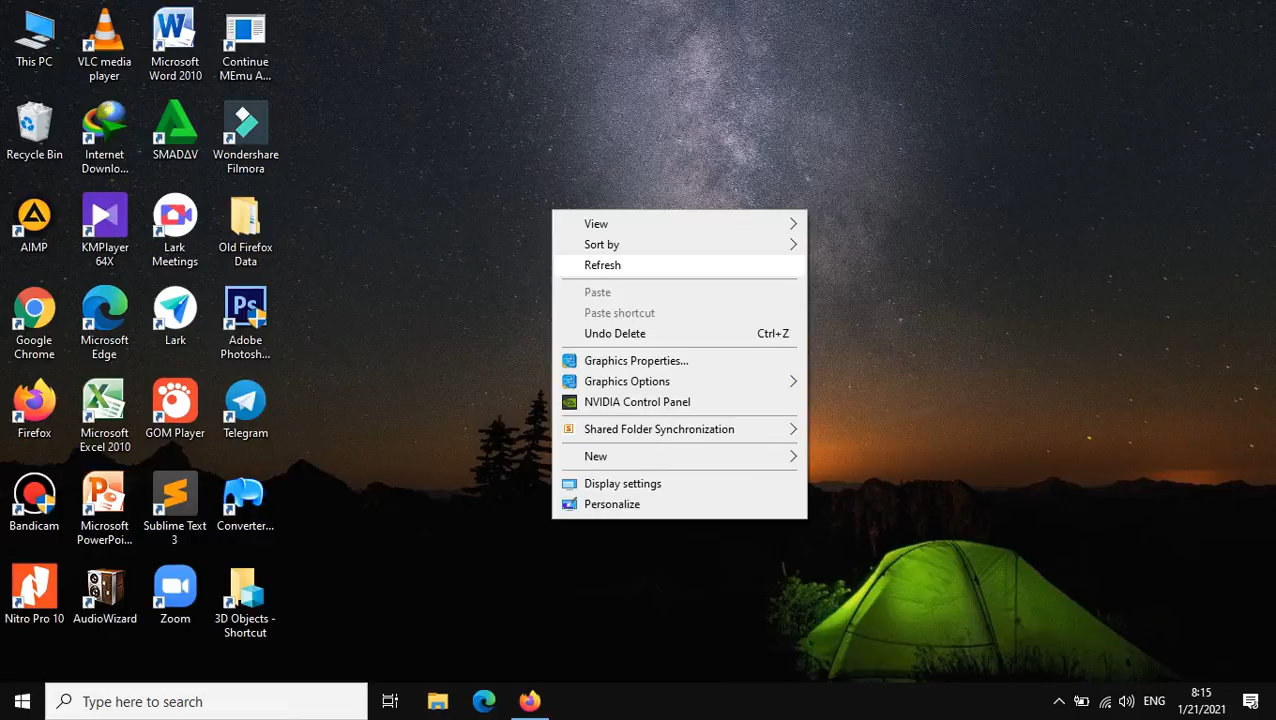 This PC
VLC media
player
Microsoft
Word 2010
Continue
MEmu A...
Recycle Bin
Internet
Downlo...
SMADΔV
Wondershare
Filmora
AIMP
KMPlayer
64X
Lark
Meetings
Old Firefox
Data
Google
Chrome
Microsoft
Edge
Lark
Adobe
Photosh...
Firefox
Microsoft
Excel 2010
GOM Player
Telegram
Bandicam
Microsoft
PowerPoi...
Sublime Text
3
Converter...
Nitro Pro 10
AudioWizard
Zoom
3D Objects -
Shortcut
View
Sort by
Refresh
Paste
Paste shortcut
Undo Delete Ctrl+Z
Graphics Properties...
Graphics Options
NVIDIA Control Panel
Shared Folder Synchronization
New
Display settings
Personalize
Type here to search
ENG
8:15
1/21/2021